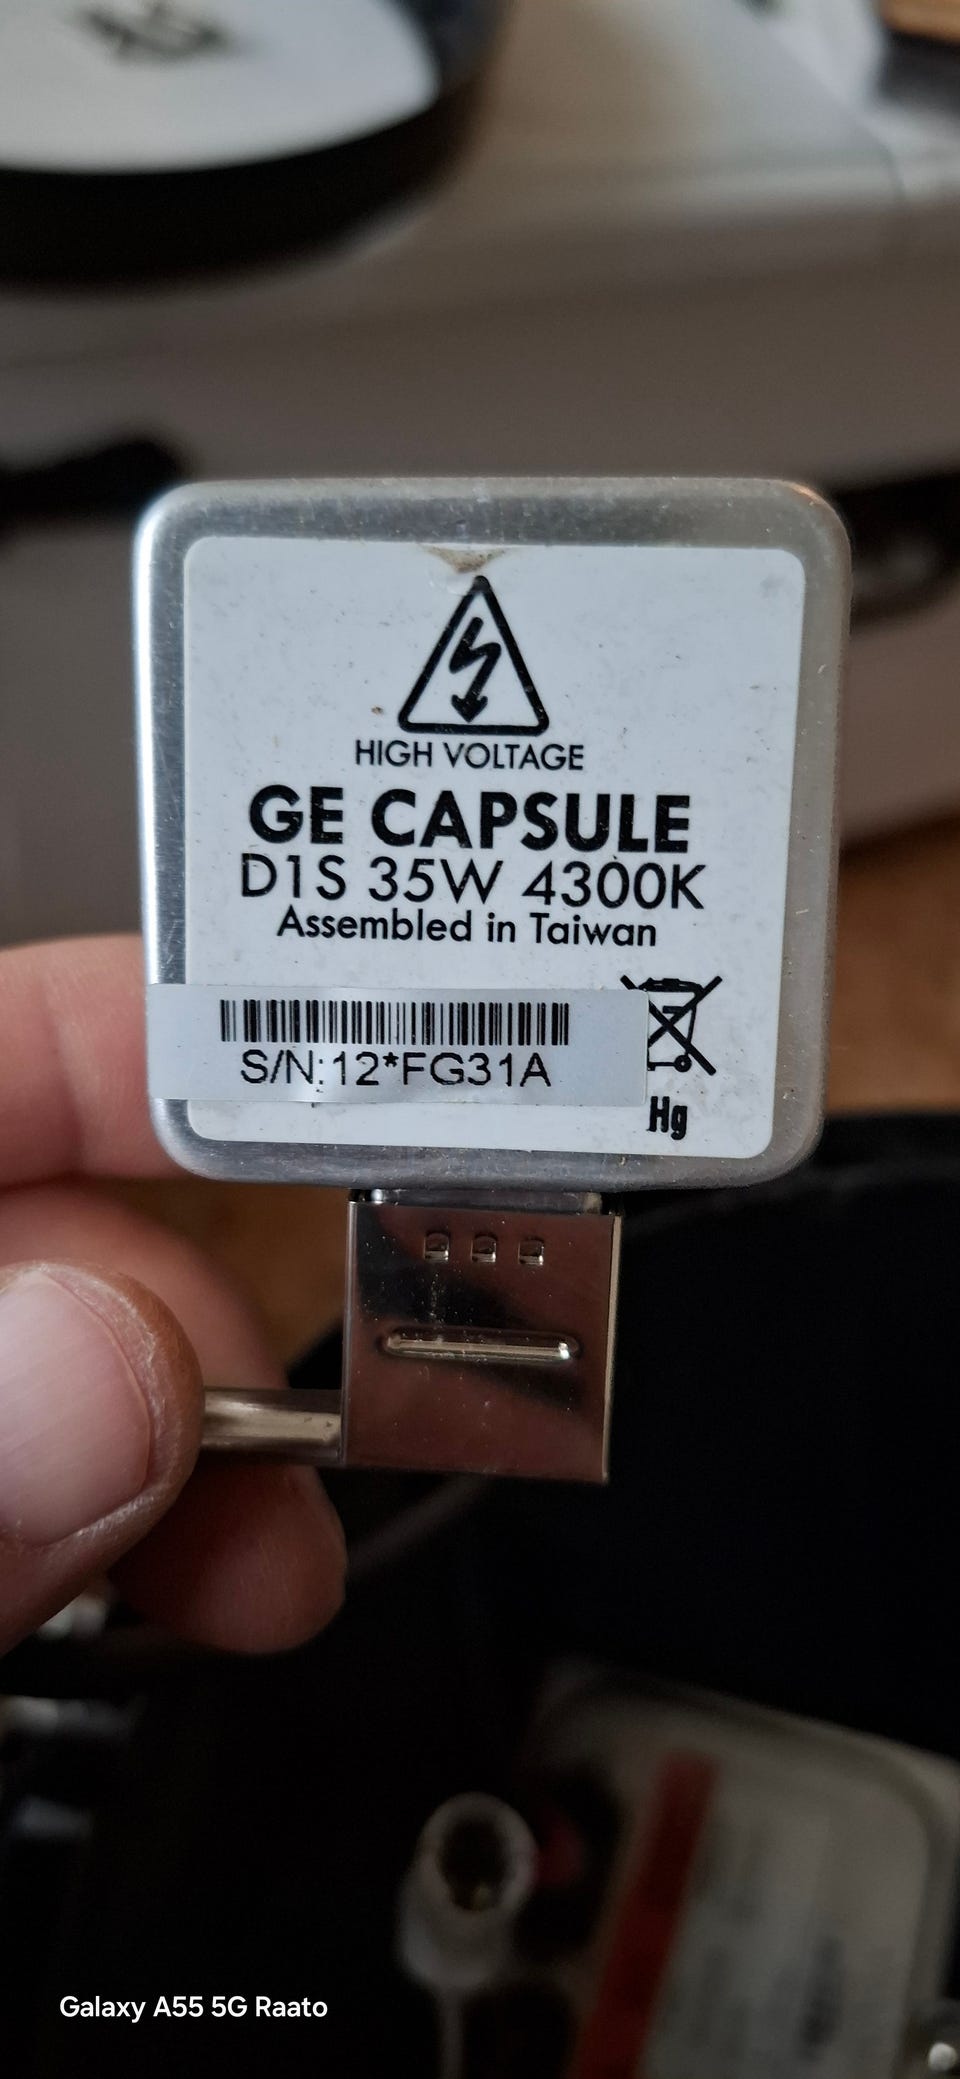 HIGH VOLTAGE
GE CAPSULE
D1S 35W 4300K
Assembled in Taiwan
S/N:12*FG31A
Hg
Galaxy A55 5G Raato